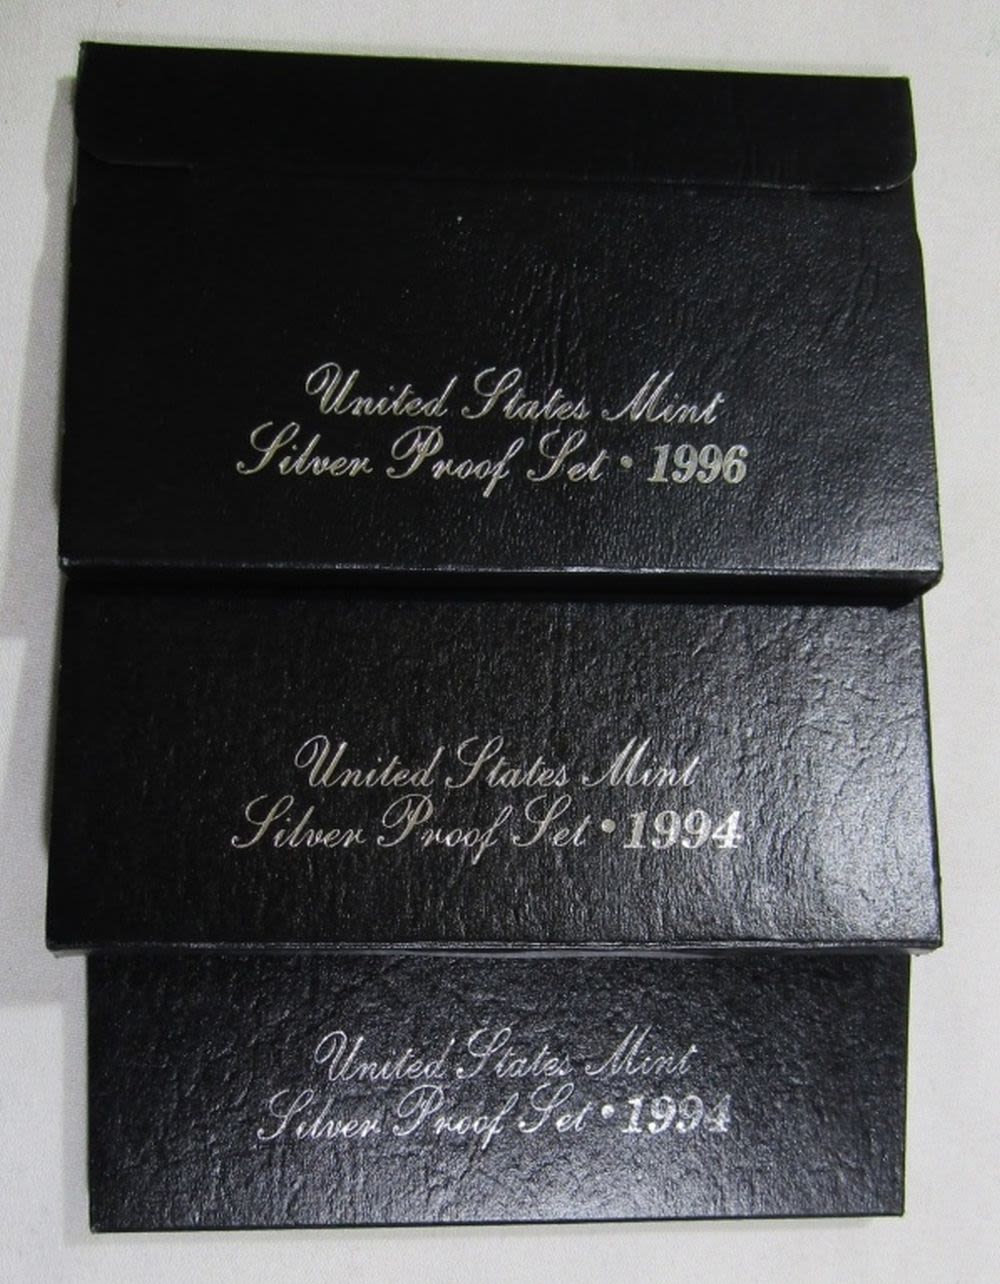 United States Mint
Silver Proof Set • 1996
United States Mint
Silver Proof Set • 1994
United States Mint
Silver Proof Set • 1994